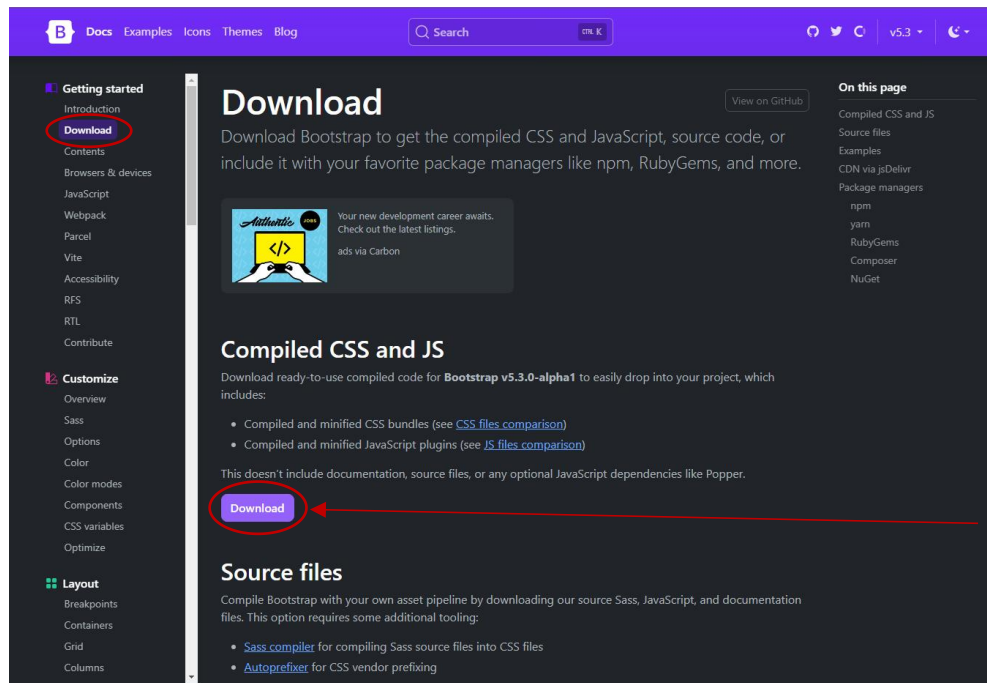 B Docs Examples Icons Themes Blog Search CTRL K v5.3
Getting started
Introduction
Download
Contents
Browsers & devices
JavaScript
Webpack
Parcel
Vite
Accessibility
RFS
RTL
Contribute
Customize
Overview
Sass
Options
Color
Color modes
Components
CSS variables
Optimize
Layout
Breakpoints
Containers
Grid
Columns
Download
View on GitHub
Download Bootstrap to get the compiled CSS and JavaScript, source code, or
include it with your favorite package managers like npm, RubyGems, and more.
Authentic JOBS
</>
Your new development career awaits.
Check out the latest listings.
ads via Carbon
Compiled CSS and JS
Download ready-to-use compiled code for Bootstrap v5.3.0-alpha1 to easily drop into your project, which
includes:
• Compiled and minified CSS bundles (see CSS files comparison)
• Compiled and minified JavaScript plugins (see JS files comparison)
This doesn't include documentation, source files, or any optional JavaScript dependencies like Popper.
Download
Source files
Compile Bootstrap with your own asset pipeline by downloading our source Sass, JavaScript, and documentation
files. This option requires some additional tooling:
• Sass compiler for compiling Sass source files into CSS files
• Autoprefixer for CSS vendor prefixing
On this page
Compiled CSS and JS
Source files
Examples
CDN via jsDelivr
Package managers
npm
yarn
RubyGems
Composer
NuGet